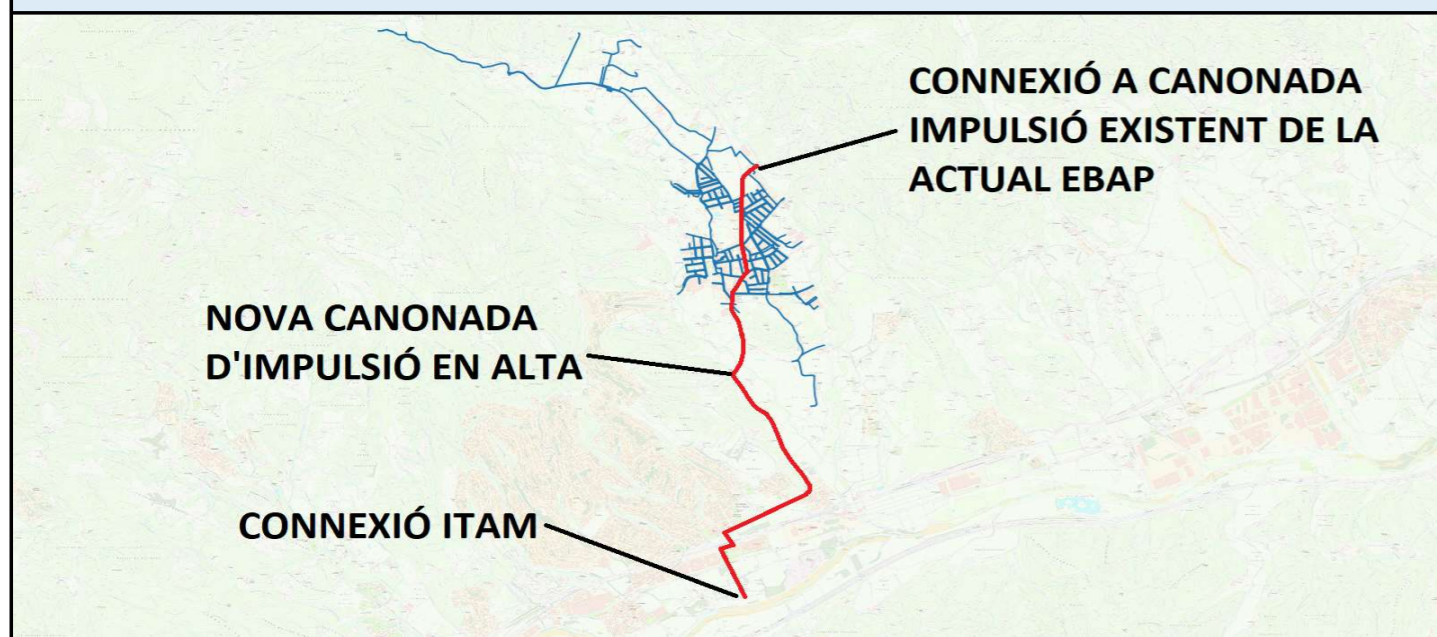 CONNEXIÓ A CANONADA
IMPULSIÓ EXISTENT DE LA
ACTUAL EBAP
NOVA CANONADA
D'IMPULSIÓ EN ALTA
CONNEXIÓ ITAM